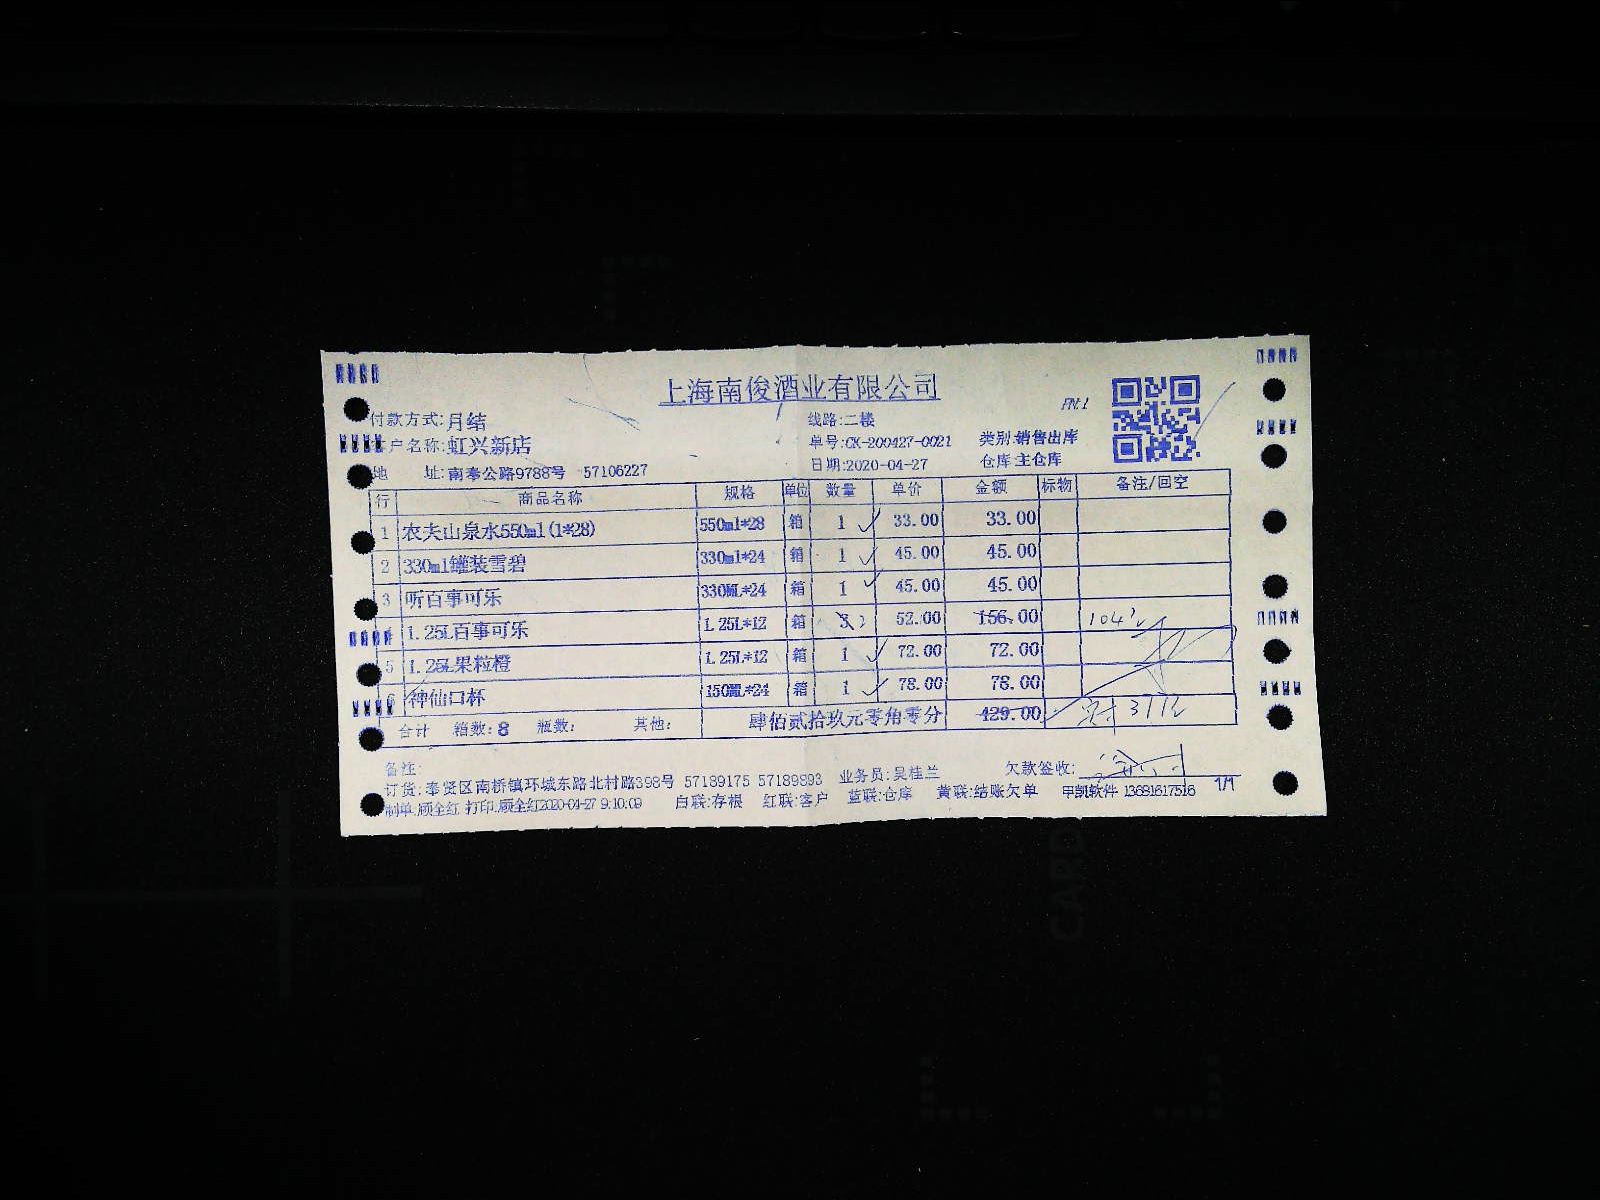 上海南俊酒业有限公司
PN:1
付款方式:月结 线路:二楼
户名称:虹兴新店 单号:CK-200427-0021 类别:销售出库
地 址:南奉公路9788号 57106227 日期:2020-04-27 仓库:主仓库
行 商品名称 规格 单位 数量 单价 金额 标物 备注/回空
1 农夫山泉水550ml(1*28) 550ml*28 箱 1 33.00 33.00
2 330ml罐装雪碧 330ml*24 箱 1 45.00 45.00
3 听百事可乐 330ML*24 箱 1 45.00 45.00
4 1.25L百事可乐 1.25L*12 箱 3 2 52.00 156.00 104
5 1.25L果粒橙 1.25L*12 箱 1 72.00 72.00
6 神仙口杯 150ML*24 箱 1 78.00 78.00
合计 箱数:8 瓶数: 其他: 肆佰贰拾玖元零角零分 429.00
备注:
订货:奉贤区南桥镇环城东路北村路398号 57189175 57189893 业务员:吴桂兰 欠款签收:
制单:顾全红 打印:顾全红2020-04-27 9:10:09 白联:存根 红联:客户 蓝联:仓库 黄联:结账欠单 甲凯软件 13681617516 1/1